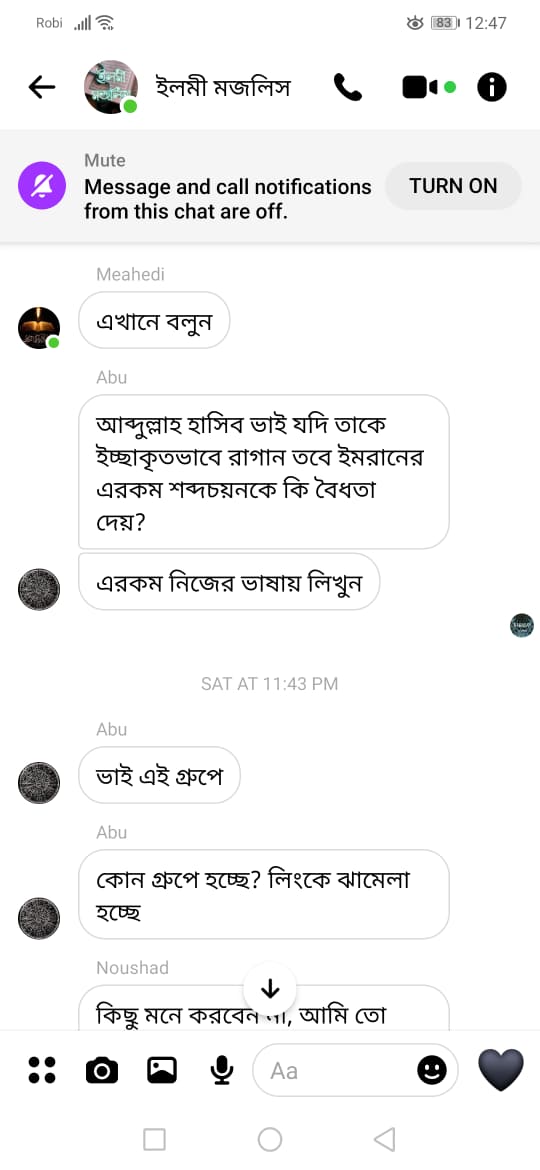 Robi 83 12:47
ইলমী মজলিস
Mute
Message and call notifications
from this chat are off.
TURN ON
Meahedi
এখানে বলুন
Abu
আব্দুল্লাহ হাসিব ভাই যদি তাকে
ইচ্ছাকৃতভাবে রাগান তবে ইমরানের
এরকম শব্দচয়নকে কি বৈধতা
দেয়?
এরকম নিজের ভাষায় লিখুন
SAT AT 11:43 PM
Abu
ভাই এই গ্রুপে
Abu
কোন গ্রুপে হচ্ছে? লিংকে ঝামেলা
হচ্ছে
Noushad
কিছু মনে করবেন না, আমি তো
Aa